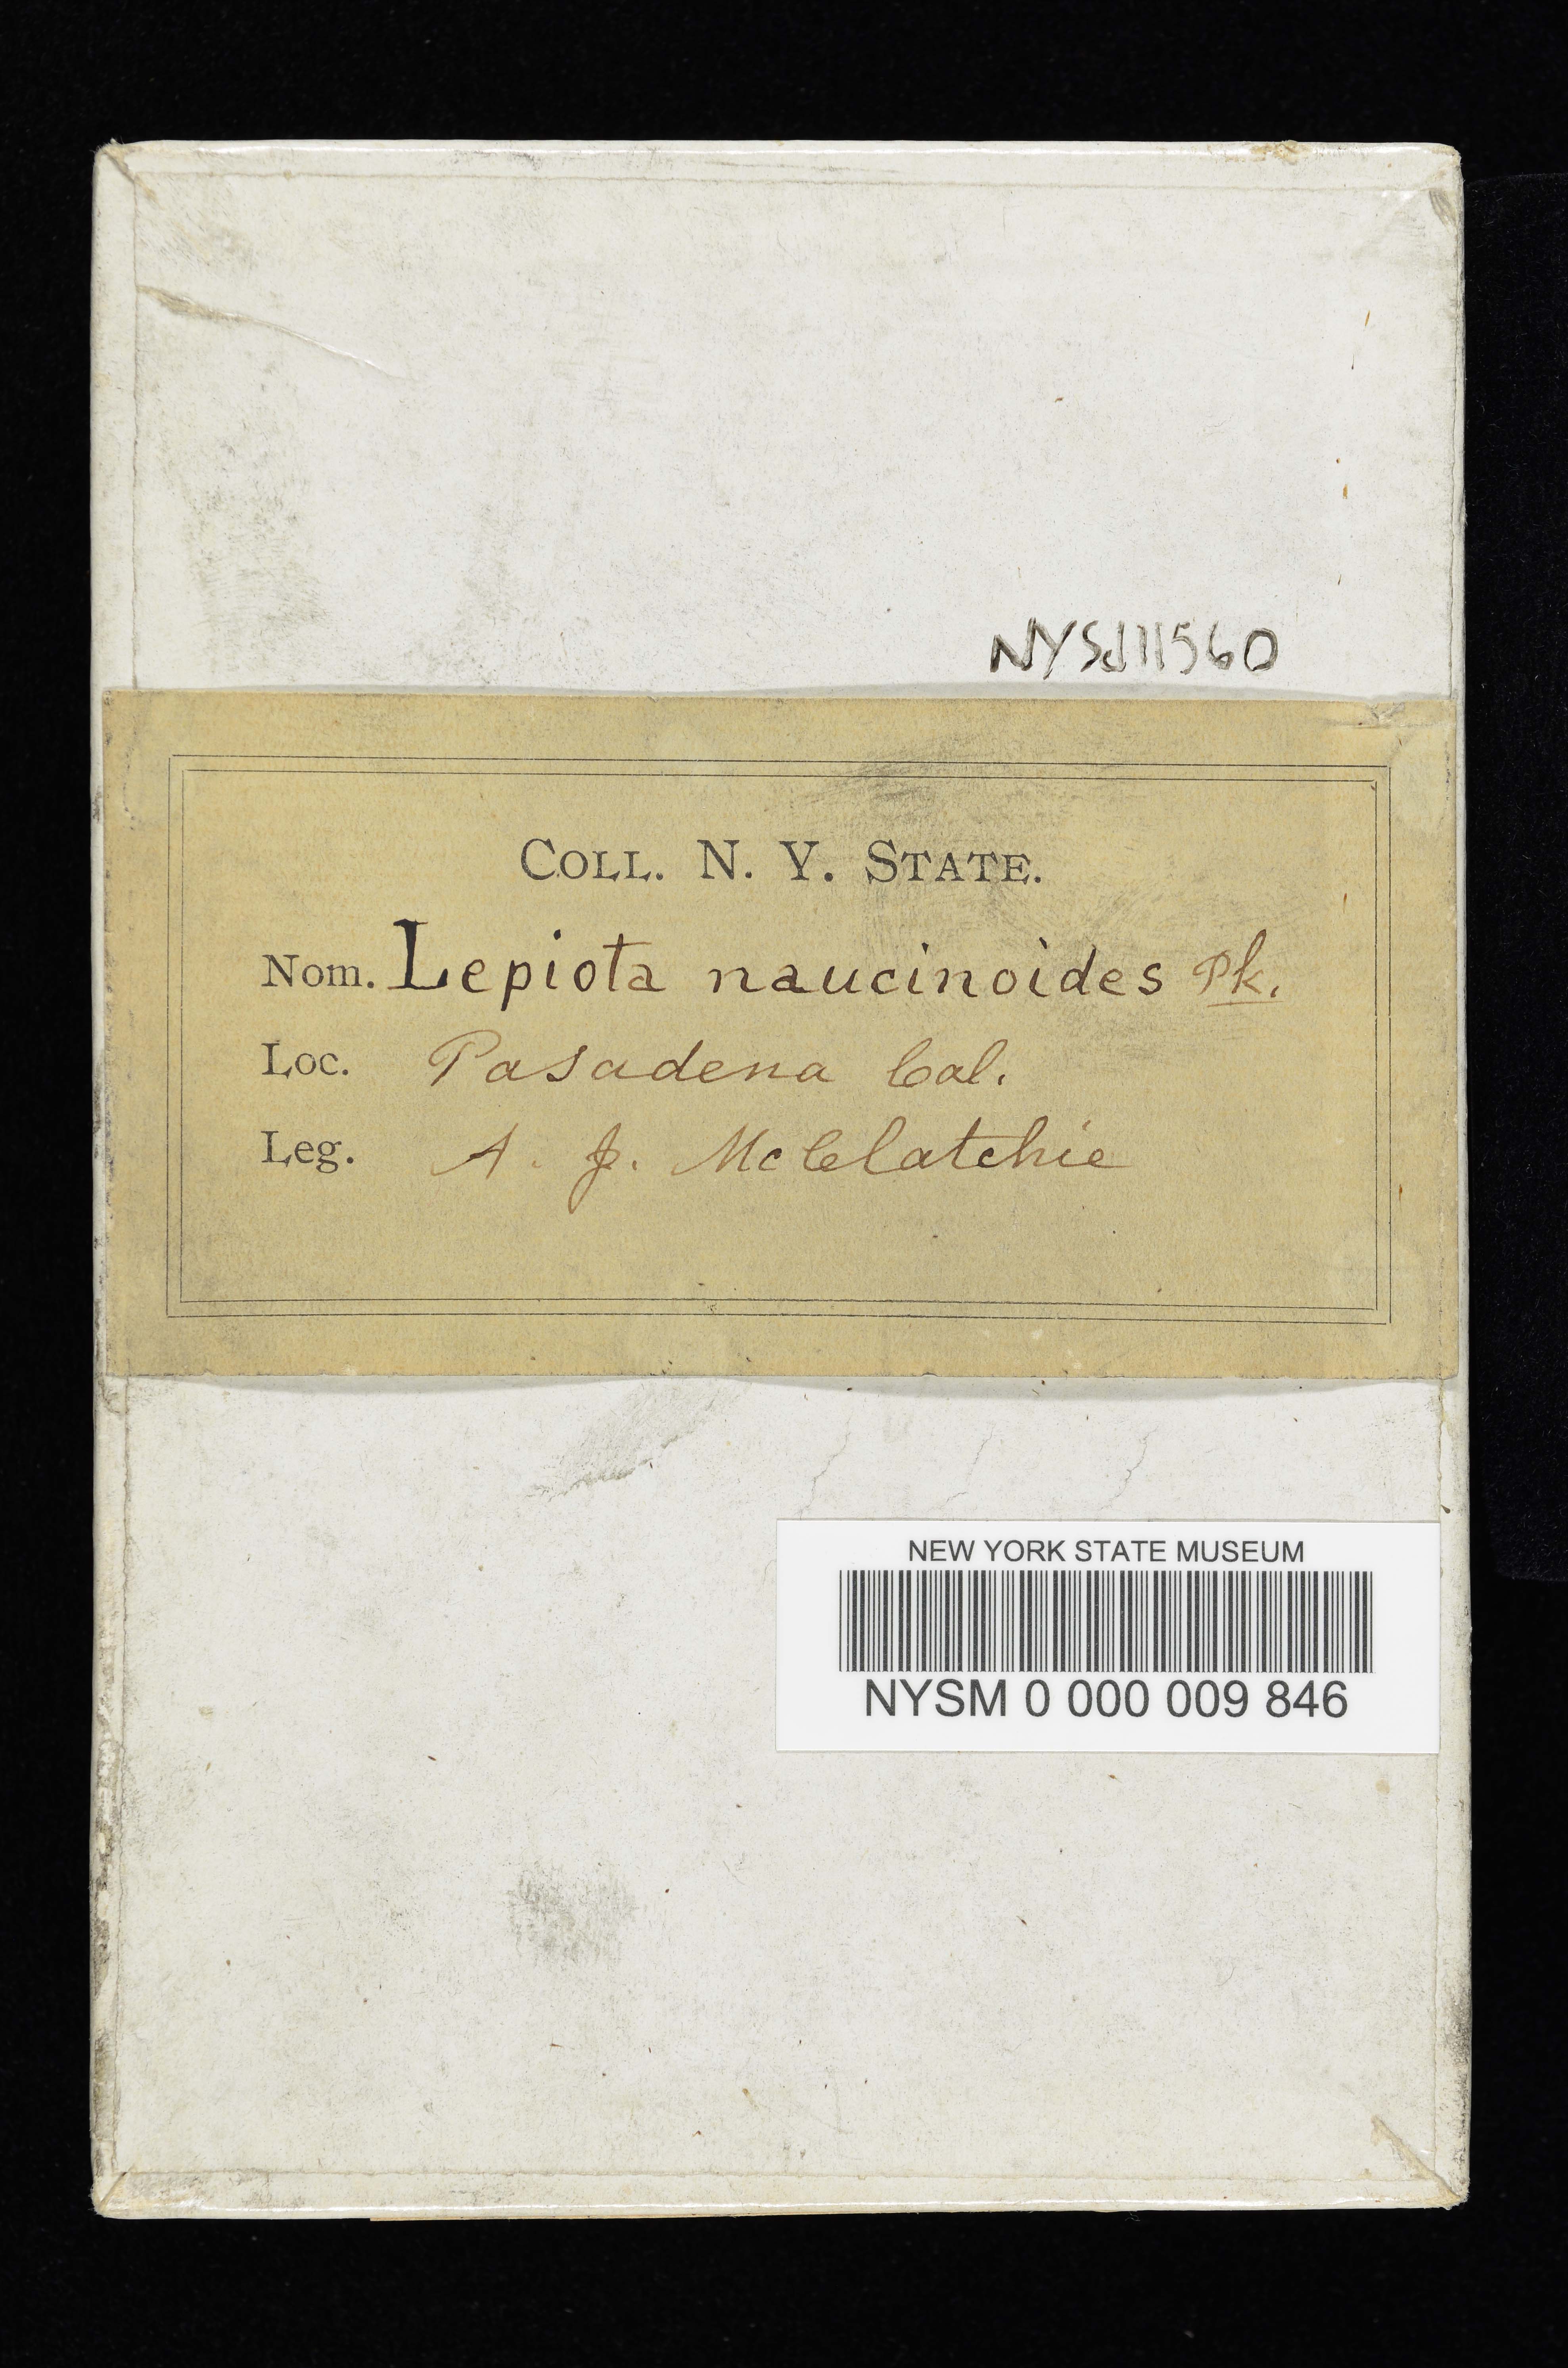 NYSd11560
COLL. N. Y. STATE.
Nom. Lepiota naucinoides Pk.
Loc. Pasadena Cal.
Leg. A. J. McClatchie
NEW YORK STATE MUSEUM
NYSM 0 000 009 846